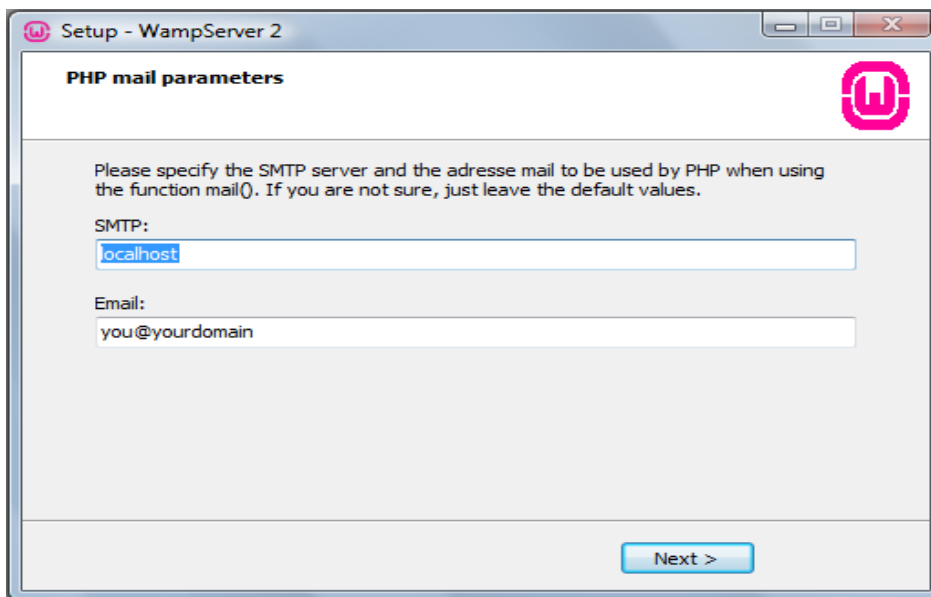 Setup - WampServer 2
PHP mail parameters
Please specify the SMTP server and the adresse mail to be used by PHP when using
the function mail(). If you are not sure, just leave the default values.
SMTP:
localhost
Email:
you@yourdomain
Next >